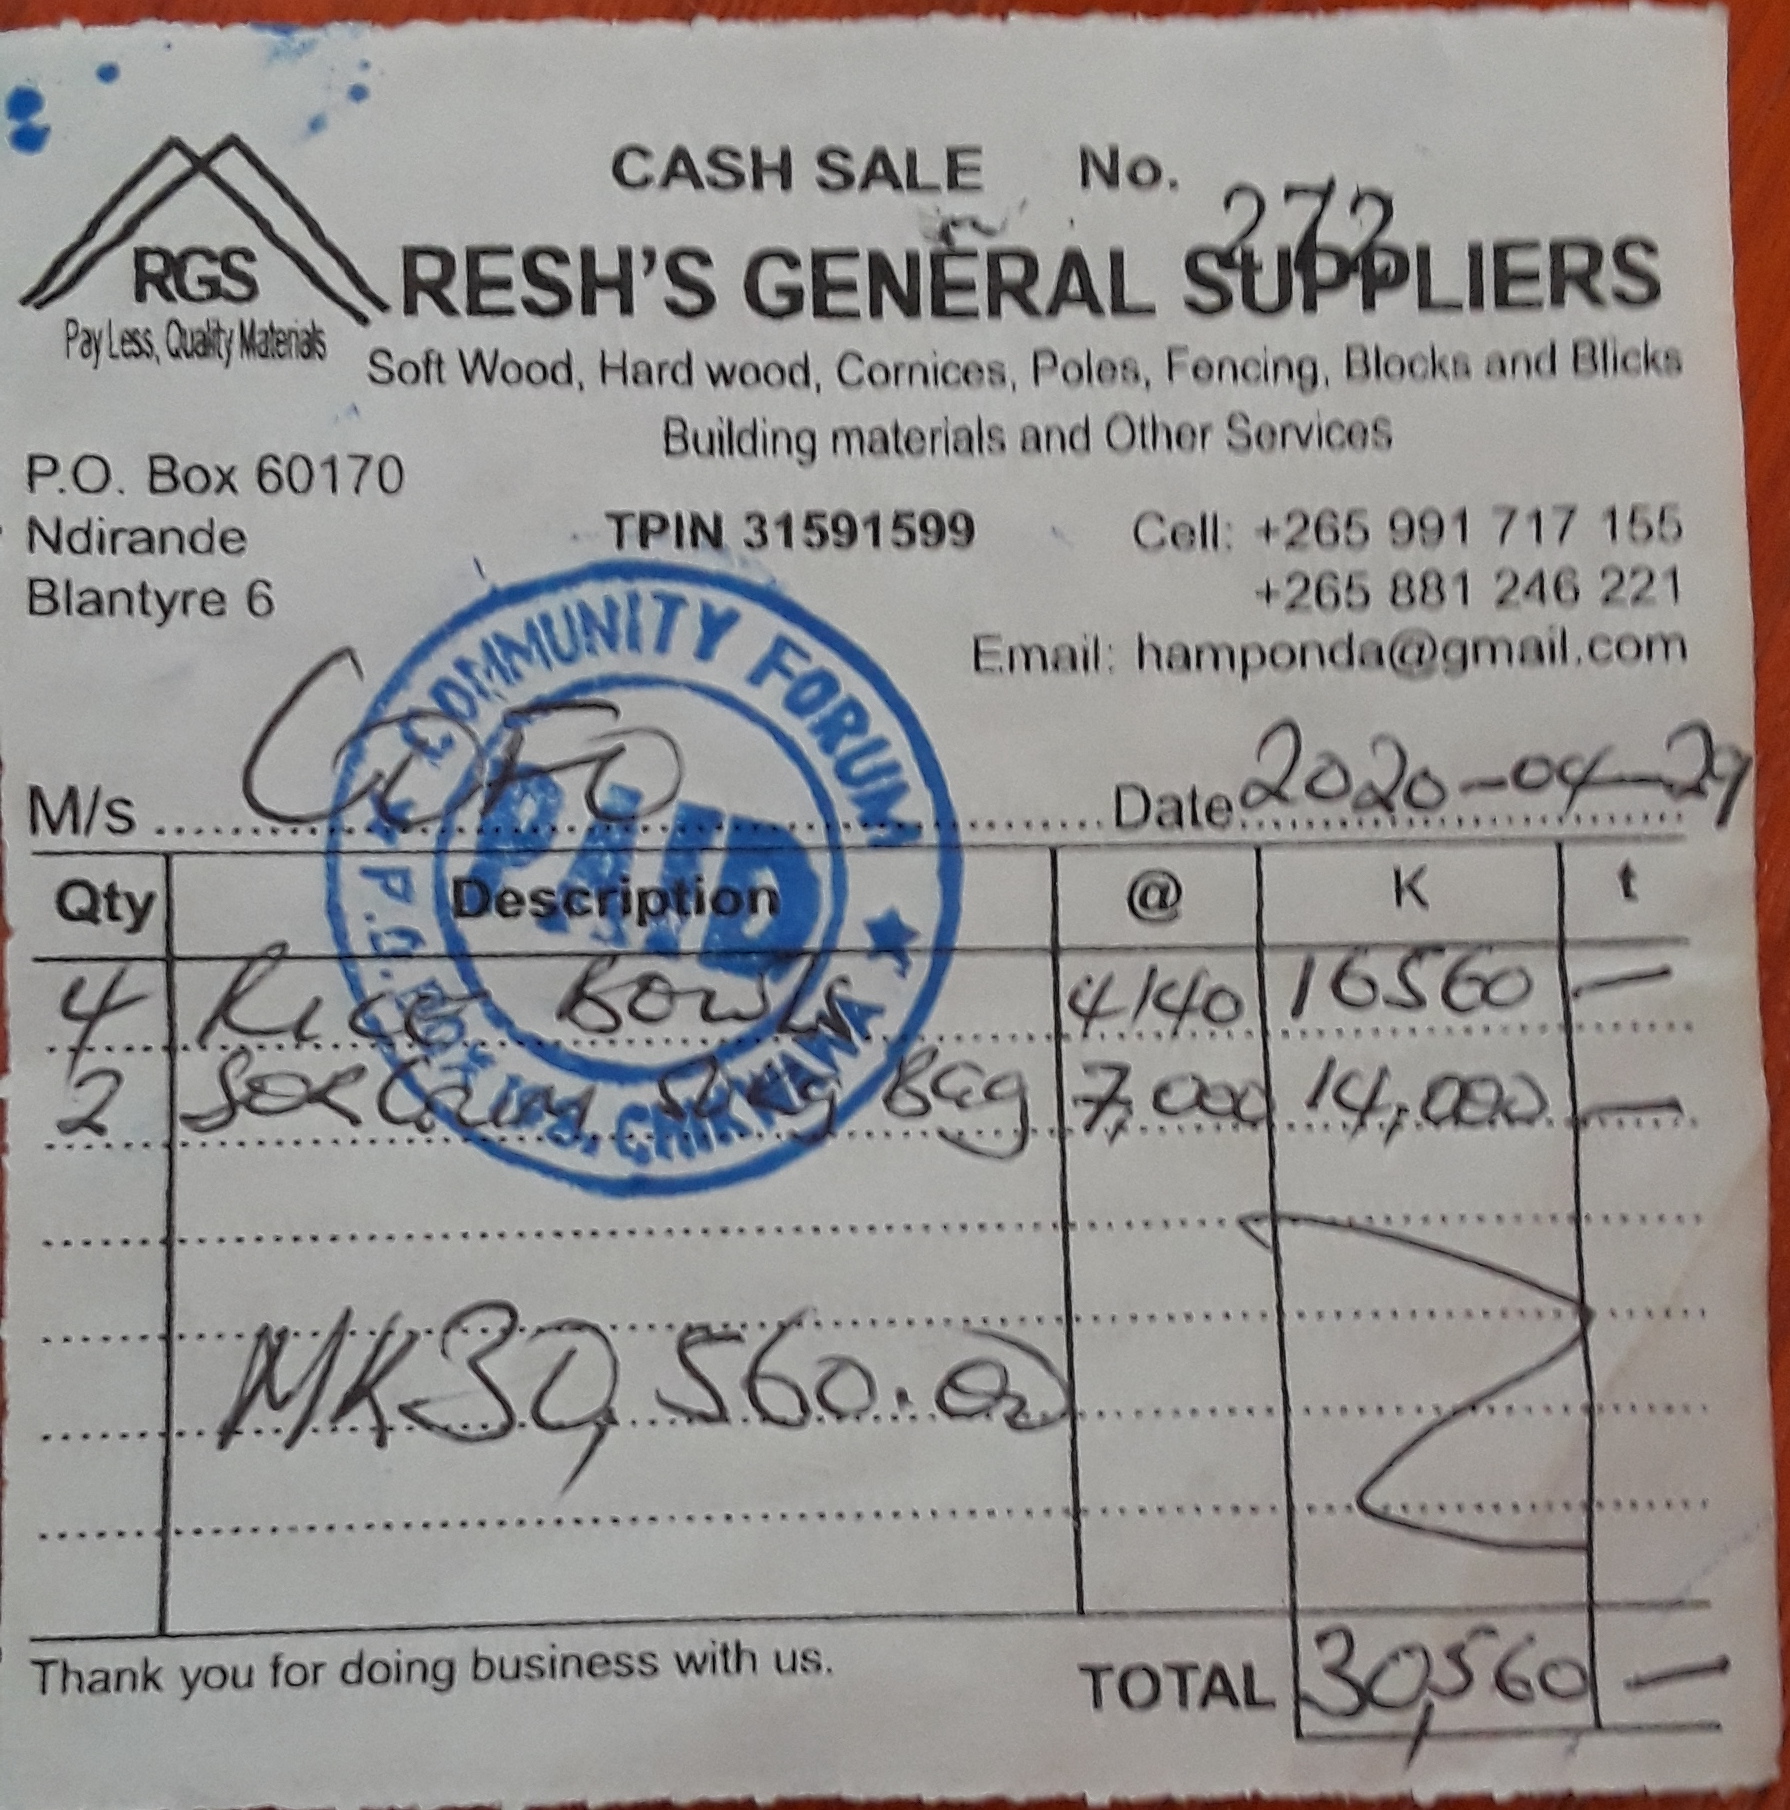 CASH SALE No. 272
RGS
Pay Less, Quality Materials
RESH'S GENERAL SUPPLIERS
Soft Wood, Hard wood, Cornices, Poles, Fencing, Blocks and Blicks
Building materials and Other Services
P.O. Box 60170
Ndirande
Blantyre 6
TPIN 31591599
Cell: +265 991 717 155
+265 881 246 221
Email: hamponda@gmail.com
COMMUNITY FORUM
PAID
P.O. BOX CHIKWAWA
M/s COFO Date 2020-04-29
Qty Description @ K t
4 Rice Bowls 4140 16560 —
2 Bag 7,000 14,000 —
MK30,560.00
Thank you for doing business with us. TOTAL 30,560 —